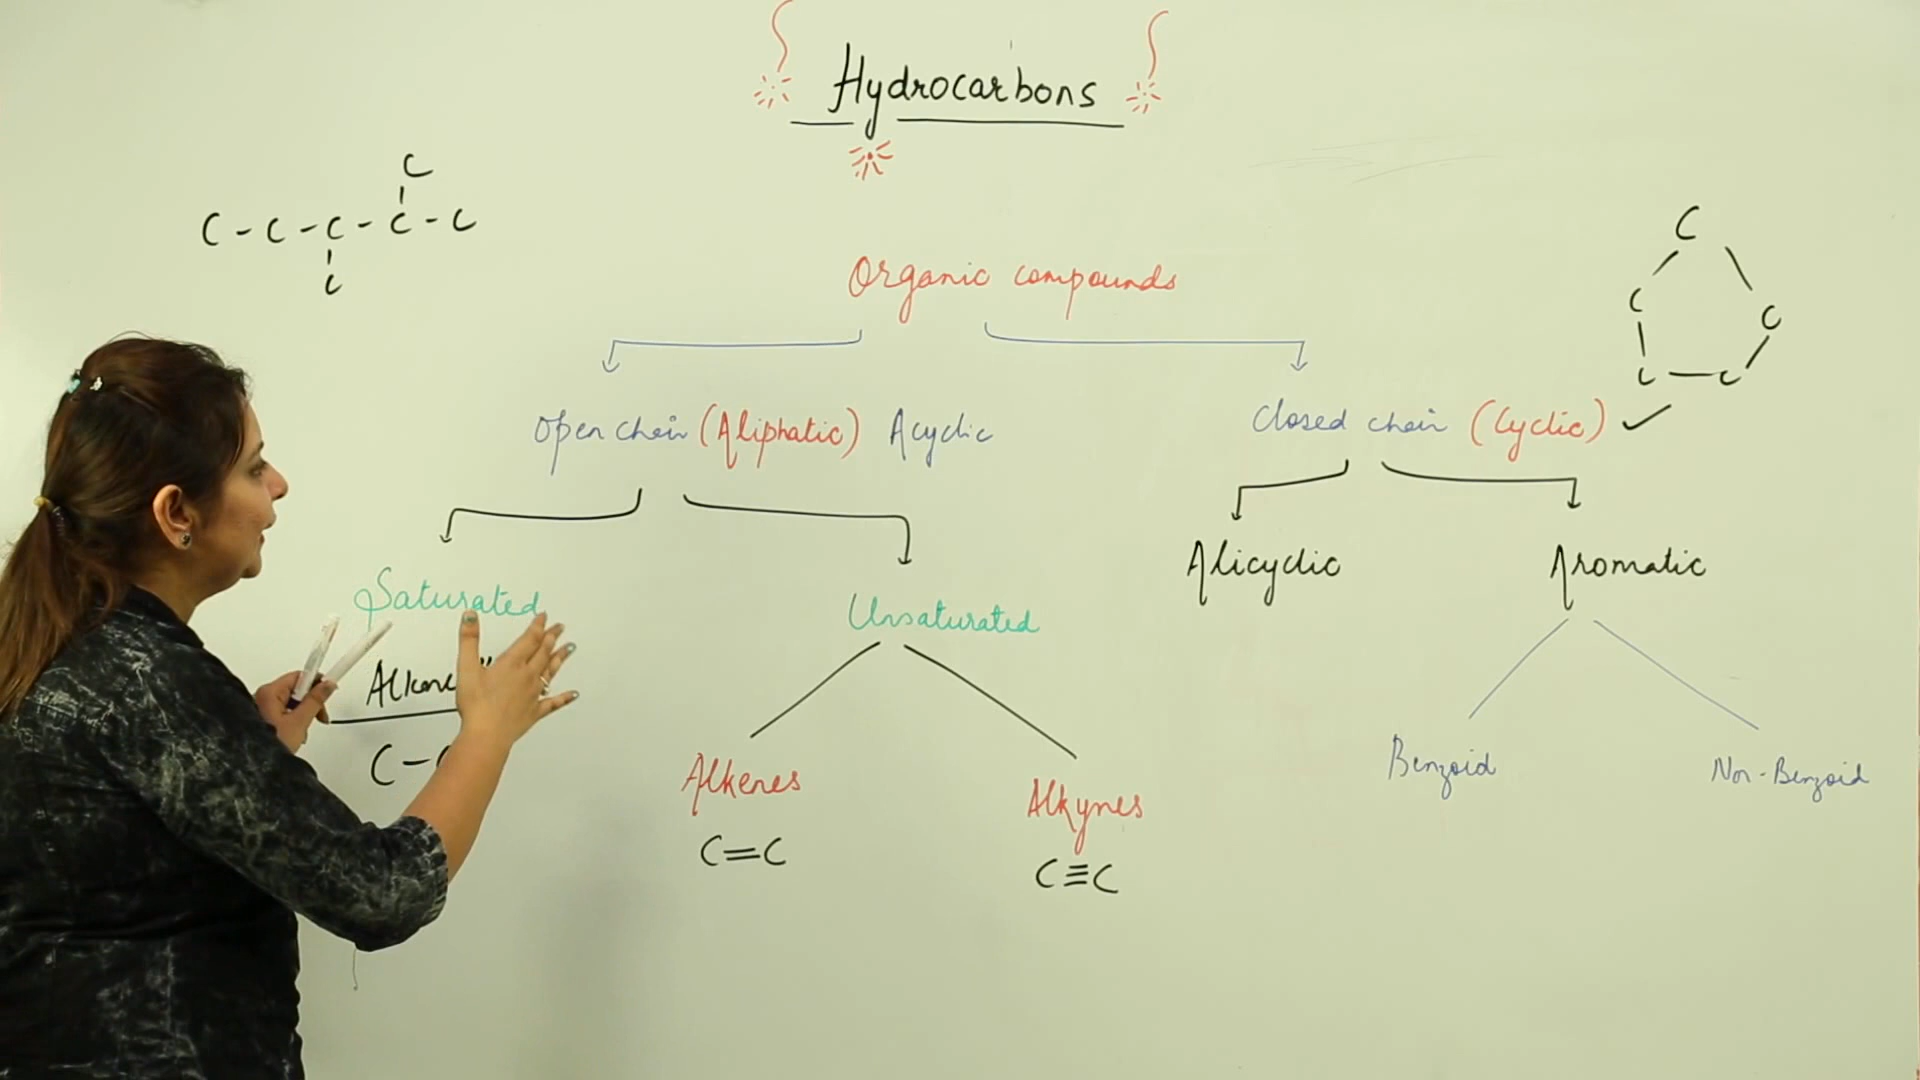 Hydrocarbons
C
C - C - C - C - C
C
C
C C
C C
Organic compounds
Open chain (Aliphatic) Acyclic
Closed chain (Cyclic)
Alicyclic Aromatic
Saturated Unsaturated
C-
Benzoid Non-Benzoid
Alkenes Alkynes
C=C
C≡C